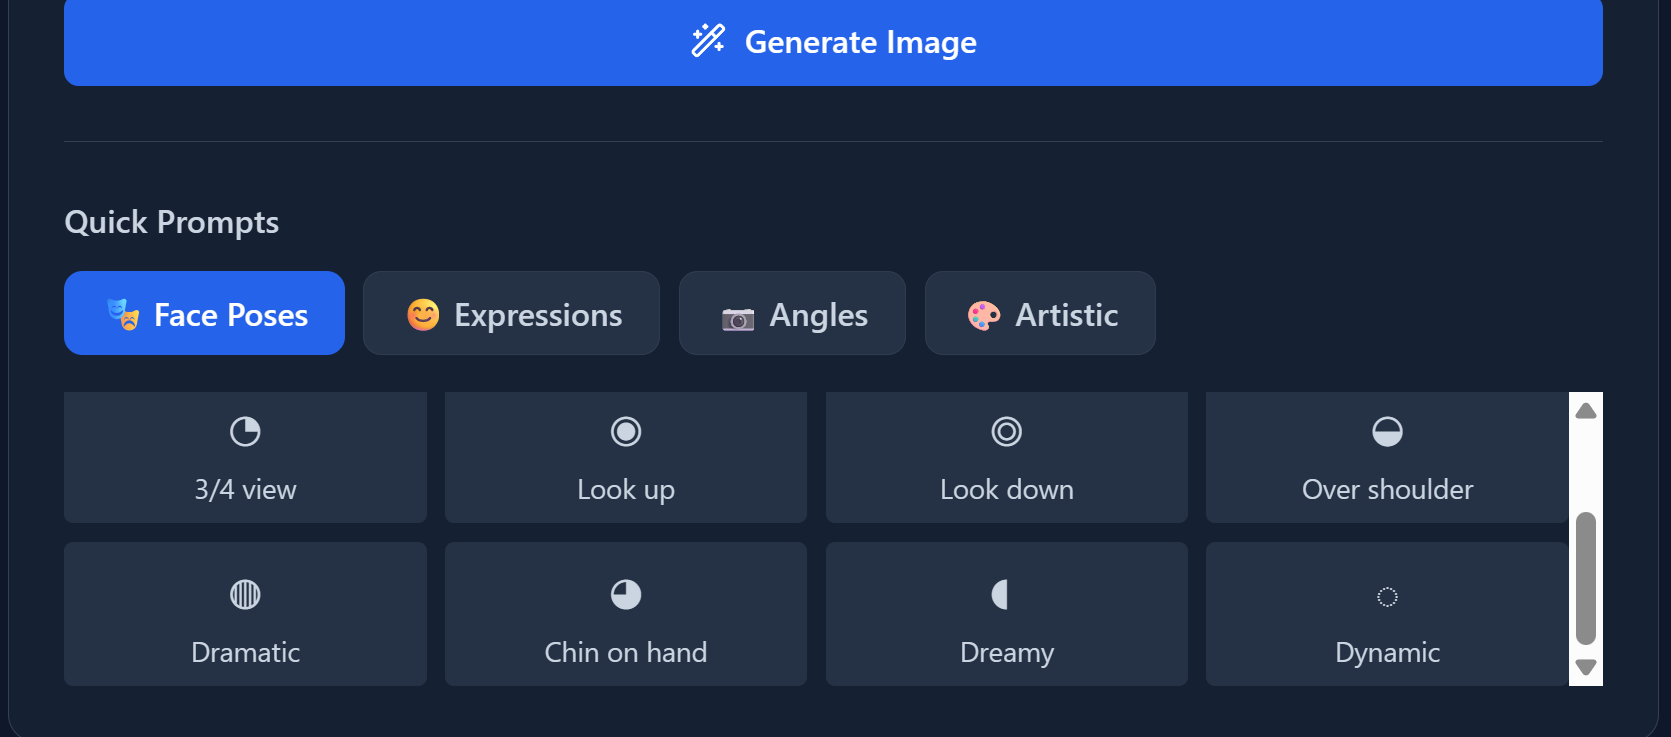 Generate Image
Quick Prompts
Face Poses
Expressions
Angles
Artistic
3/4 view
Look up
Look down
Over shoulder
Dramatic
Chin on hand
Dreamy
Dynamic